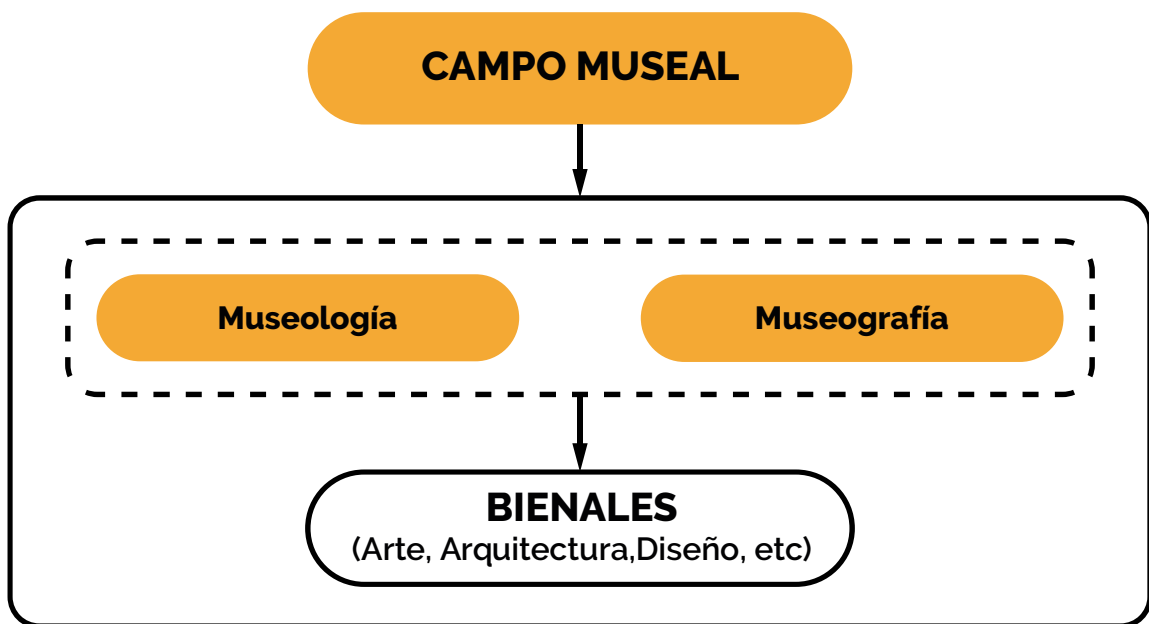 CAMPO MUSEAL
Museología
Museografía
BIENALES
(Arte, Arquitectura,Diseño, etc)